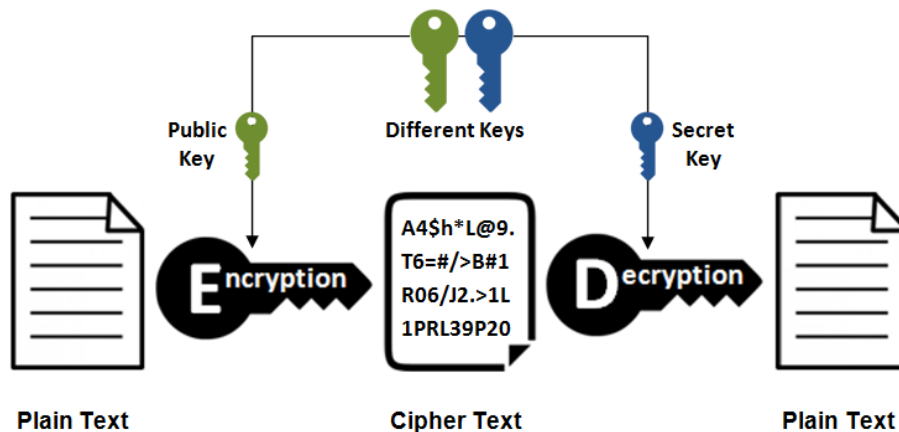 Different Keys
Public
Key
Secret
Key
Encryption
A4$h*L@9.
T6=#/>B#1
R06/J2.>1L
1PRL39P20
Decryption
Plain Text
Cipher Text
Plain Text